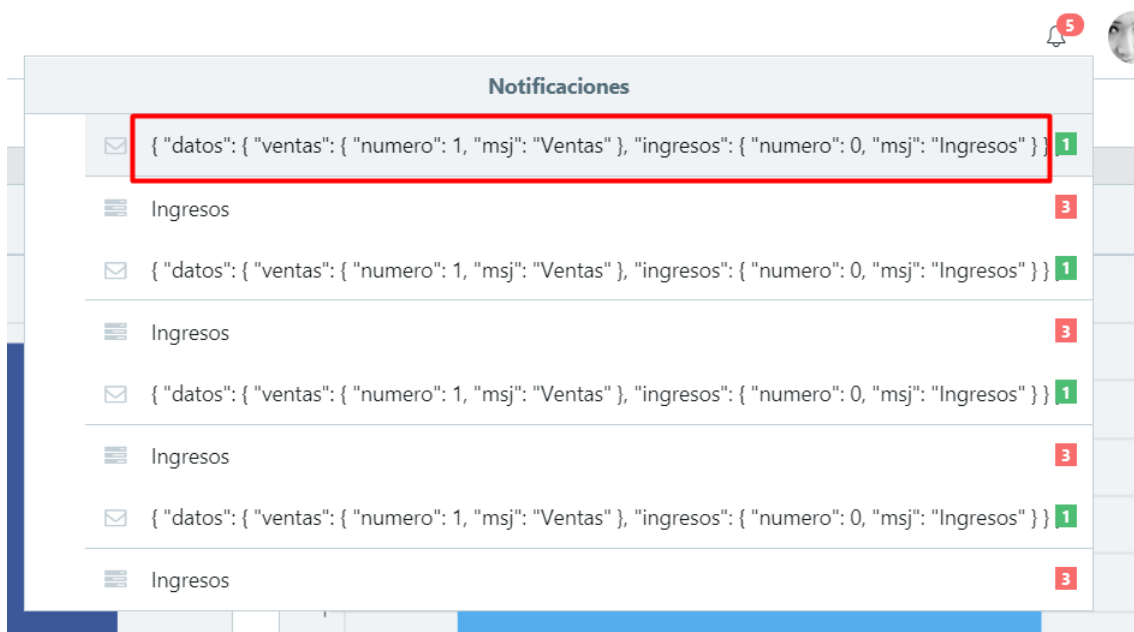 5
Notificaciones
{ "datos": { "ventas": { "numero": 1, "msj": "Ventas" }, "ingresos": { "numero": 0, "msj": "Ingresos" } } 1
Ingresos 3
{ "datos": { "ventas": { "numero": 1, "msj": "Ventas" }, "ingresos": { "numero": 0, "msj": "Ingresos" } } 1
Ingresos 3
{ "datos": { "ventas": { "numero": 1, "msj": "Ventas" }, "ingresos": { "numero": 0, "msj": "Ingresos" } } 1
Ingresos 3
{ "datos": { "ventas": { "numero": 1, "msj": "Ventas" }, "ingresos": { "numero": 0, "msj": "Ingresos" } } 1
Ingresos 3